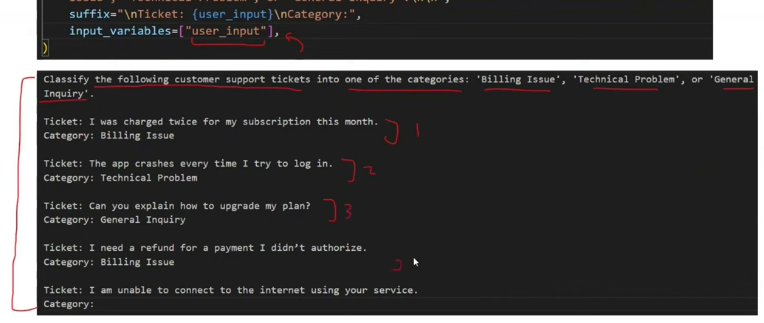 suffix="\nTicket: {user_input}\nCategory:",
input_variables=["user_input"],
)
Classify the following customer support tickets into one of the categories: 'Billing Issue', 'Technical Problem', or 'General
Inquiry'.
Ticket: I was charged twice for my subscription this month.
Category: Billing Issue
1
Ticket: The app crashes every time I try to log in.
Category: Technical Problem
2
Ticket: Can you explain how to upgrade my plan?
Category: General Inquiry
3
Ticket: I need a refund for a payment I didn't authorize.
Category: Billing Issue
Ticket: I am unable to connect to the internet using your service.
Category: